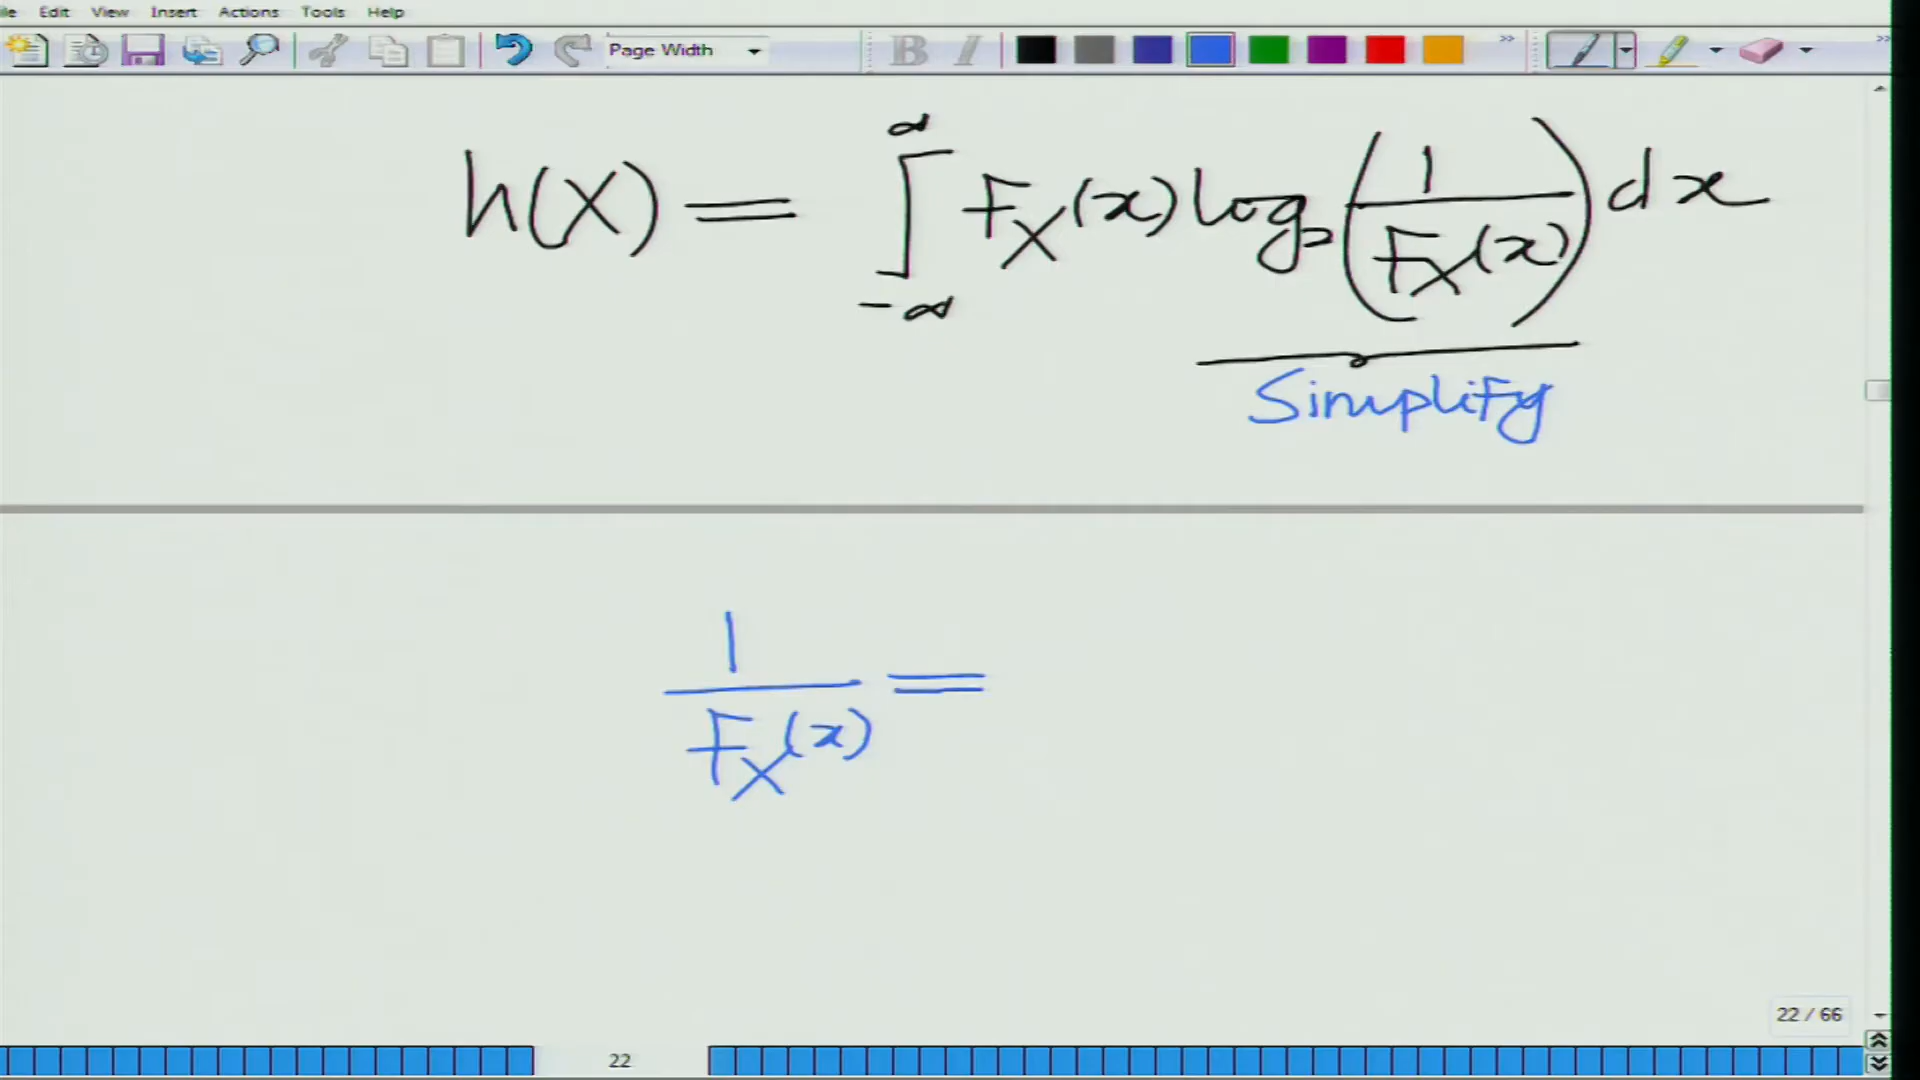 le Edit View Insert Actions Tools Help
Page Width B I
h(X) = ∫_{-∞}^{∞} F_X(x) log_2 (1 / F_X(x)) dx
Simplify
1 / F_X(x) =
22 / 66
22